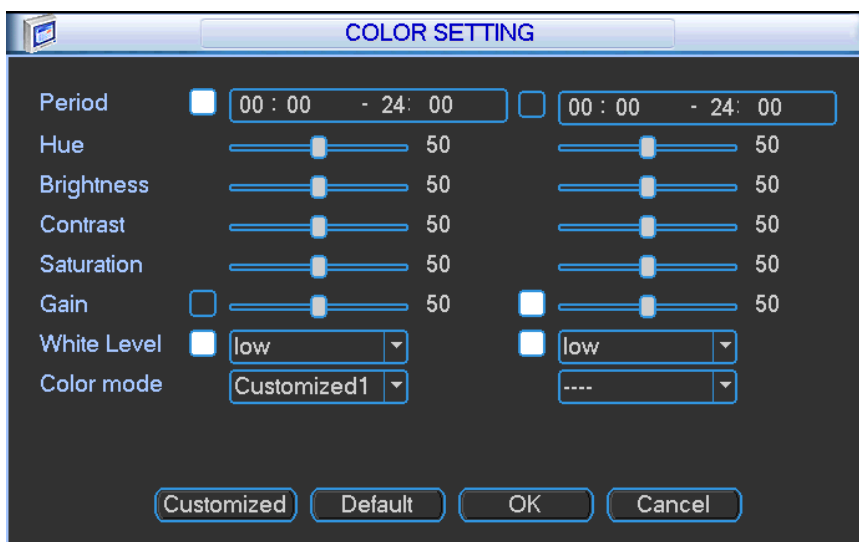 COLOR SETTING
Period 00 : 00 - 24: 00 00 : 00 - 24: 00
Hue 50 50
Brightness 50 50
Contrast 50 50
Saturation 50 50
Gain 50 50
White Level low low
Color mode Customized1 ----
Customized Default OK Cancel